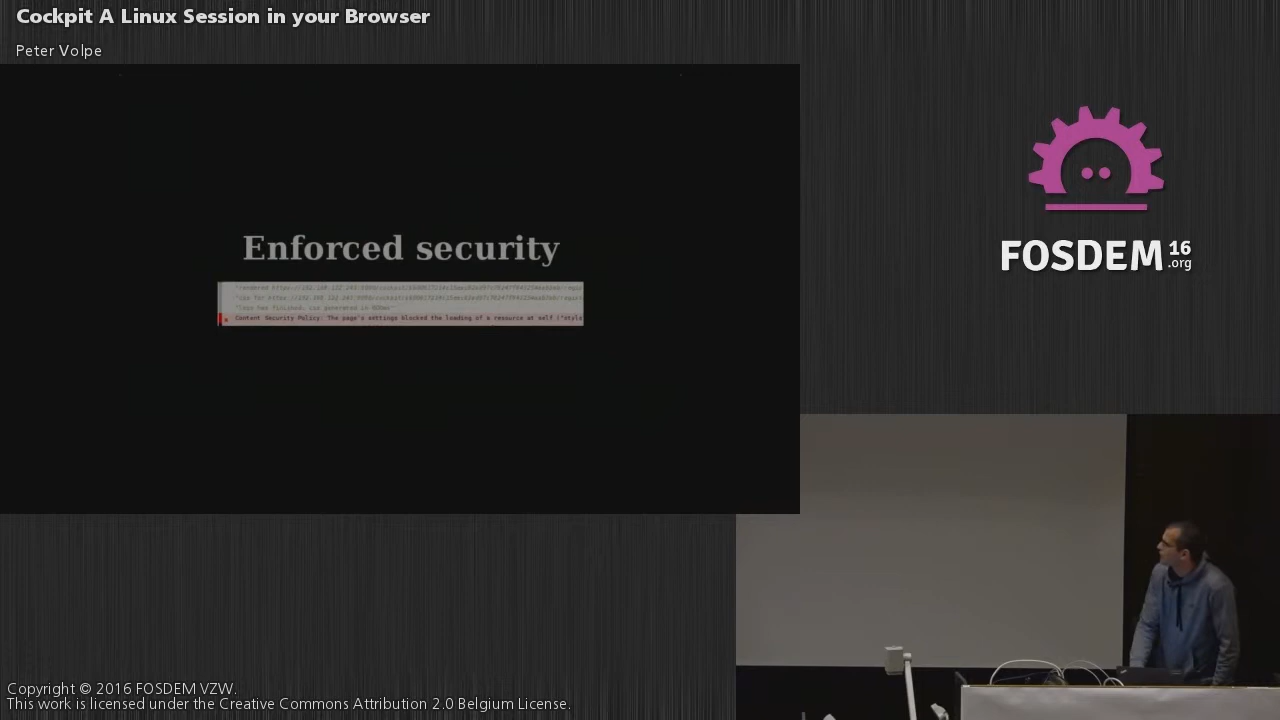 Cockpit A Linux Session in your Browser
Peter Volpe
Enforced security
Content Security Policy: The page's settings blocked the loading of a resource at self ("style
FOSDEM 16
.org
Copyright © 2016 FOSDEM VZW.
This work is licensed under the Creative Commons Attribution 2.0 Belgium License.